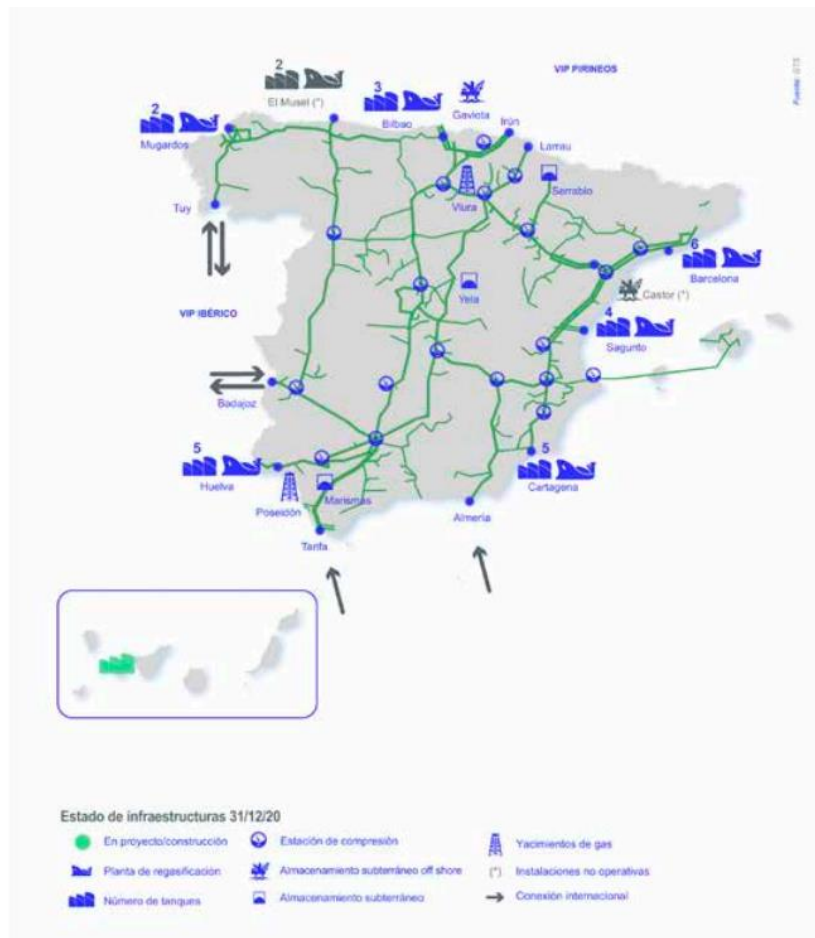 2
El Musel (*)
VIP PIRINEOS
Fuente: GTS
3
Bilbao
Gaviota
Irún
2
Mugardos
Larrau
Serrablo
Viura
Tuy
6
Barcelona
Castor (*)
Yela
VIP IBÉRICO
4
Sagunto
Badajoz
5
Huelva
5
Cartagena
Poseidón
Marismas
Almería
Tarifa
Estado de infraestructuras 31/12/20
En proyecto/construcción
Estación de compresión
Yacimientos de gas
Planta de regasificación
Almacenamiento subterráneo off shore
(*) Instalaciones no operativas
Número de tanques
Almacenamiento subterráneo
Conexión internacional